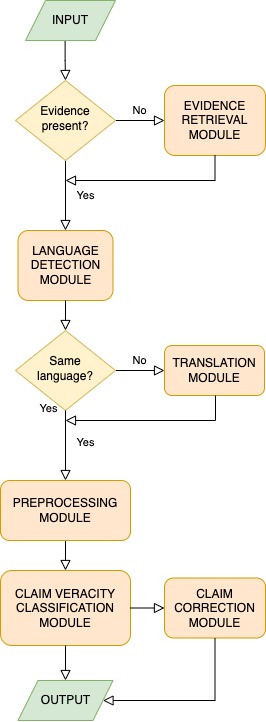 INPUT
Evidence
present?
No
EVIDENCE
RETRIEVAL
MODULE
Yes
LANGUAGE
DETECTION
MODULE
Same
language?
No
TRANSLATION
MODULE
Yes
Yes
PREPROCESSING
MODULE
CLAIM VERACITY
CLASSIFICATION
MODULE
CLAIM
CORRECTION
MODULE
OUTPUT